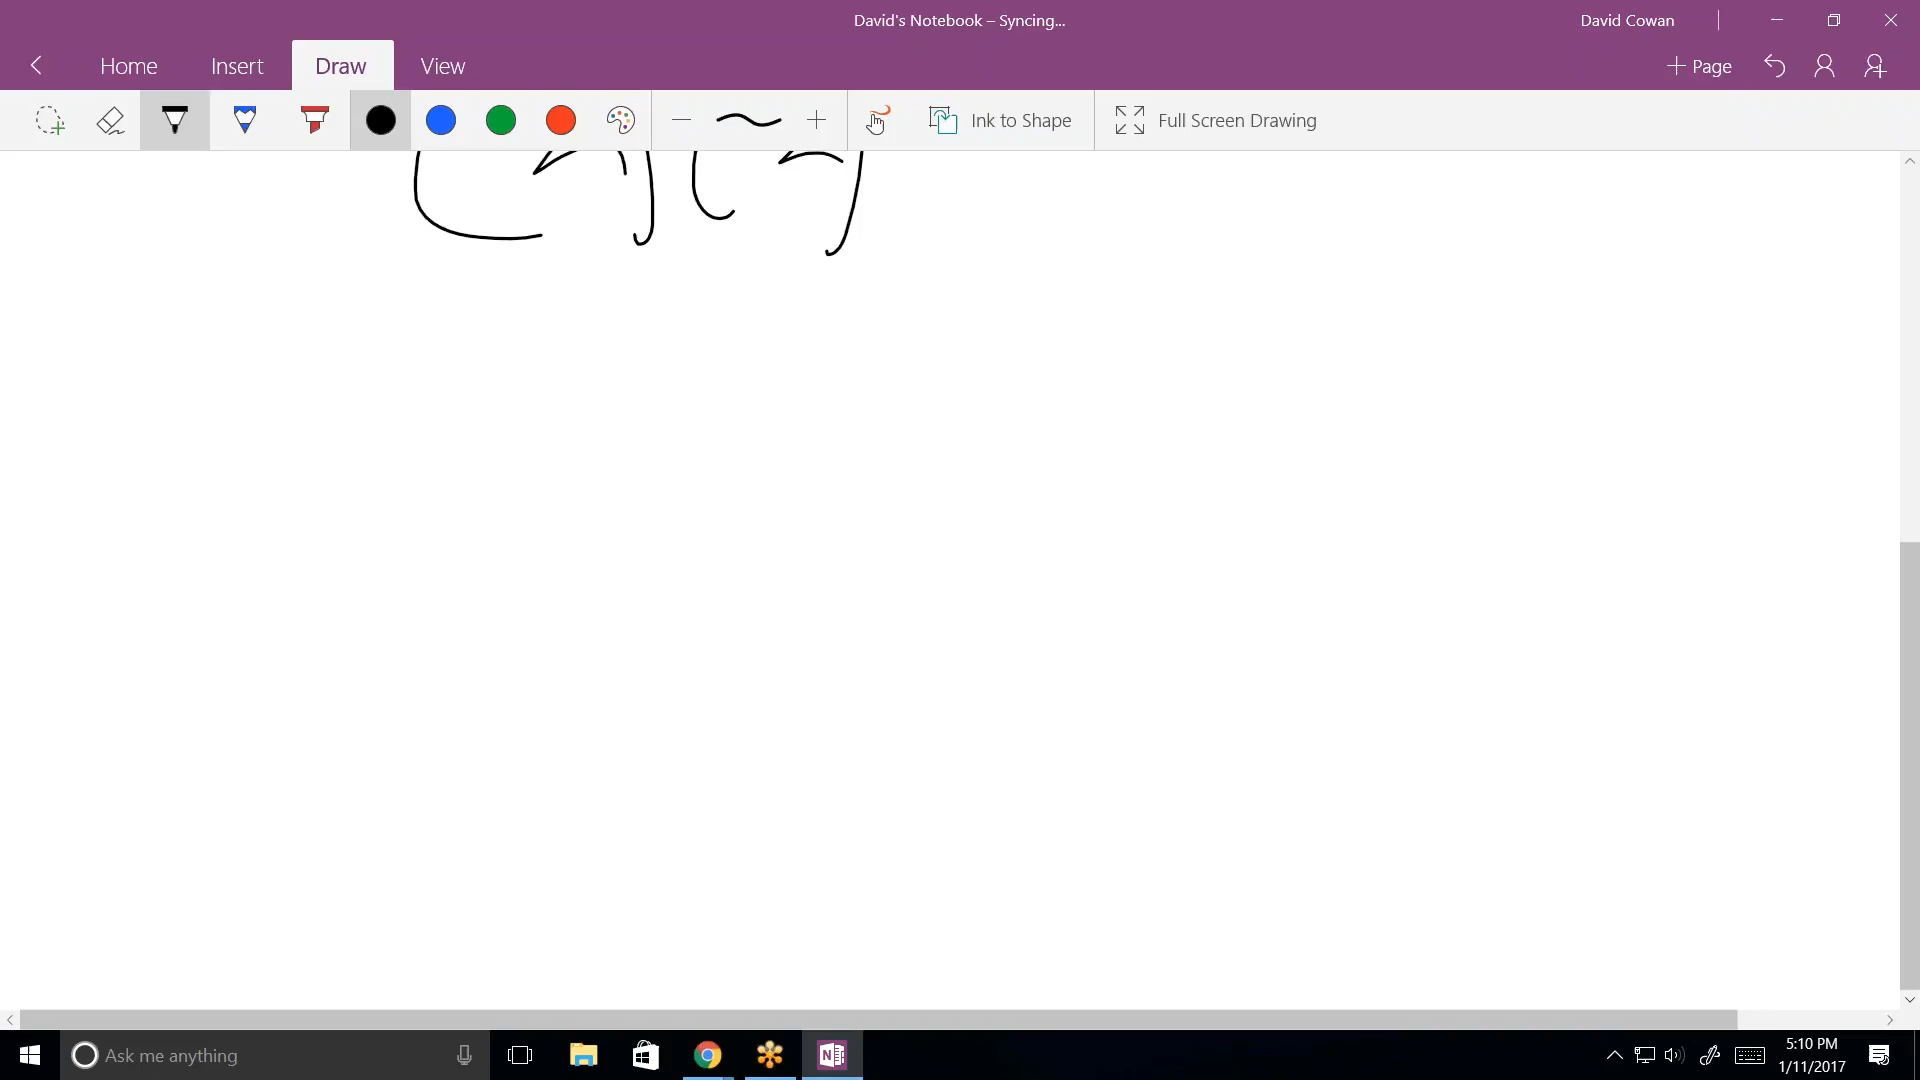 David's Notebook – Syncing...
David Cowan
Home
Insert
Draw
View
Page
Ink to Shape
Full Screen Drawing
Ask me anything
N
5:10 PM
1/11/2017